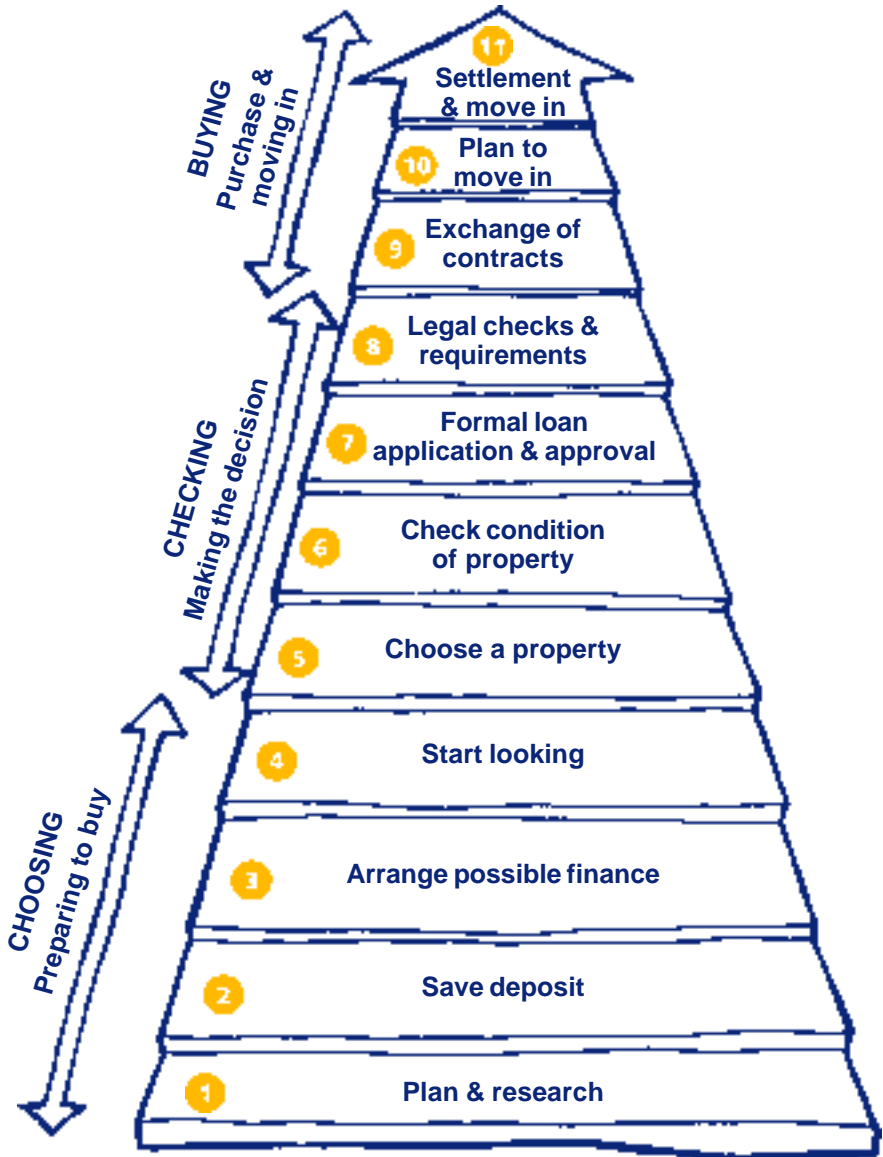 11
Settlement
& move in
10
Plan to
move in
9
Exchange of
contracts
8
Legal checks &
requirements
7
Formal loan
application & approval
6
Check condition
of property
5
Choose a property
4
Start looking
3
Arrange possible finance
2
Save deposit
1
Plan & research
BUYING
Purchase &
moving in
CHECKING
Making the decision
CHOOSING
Preparing to buy